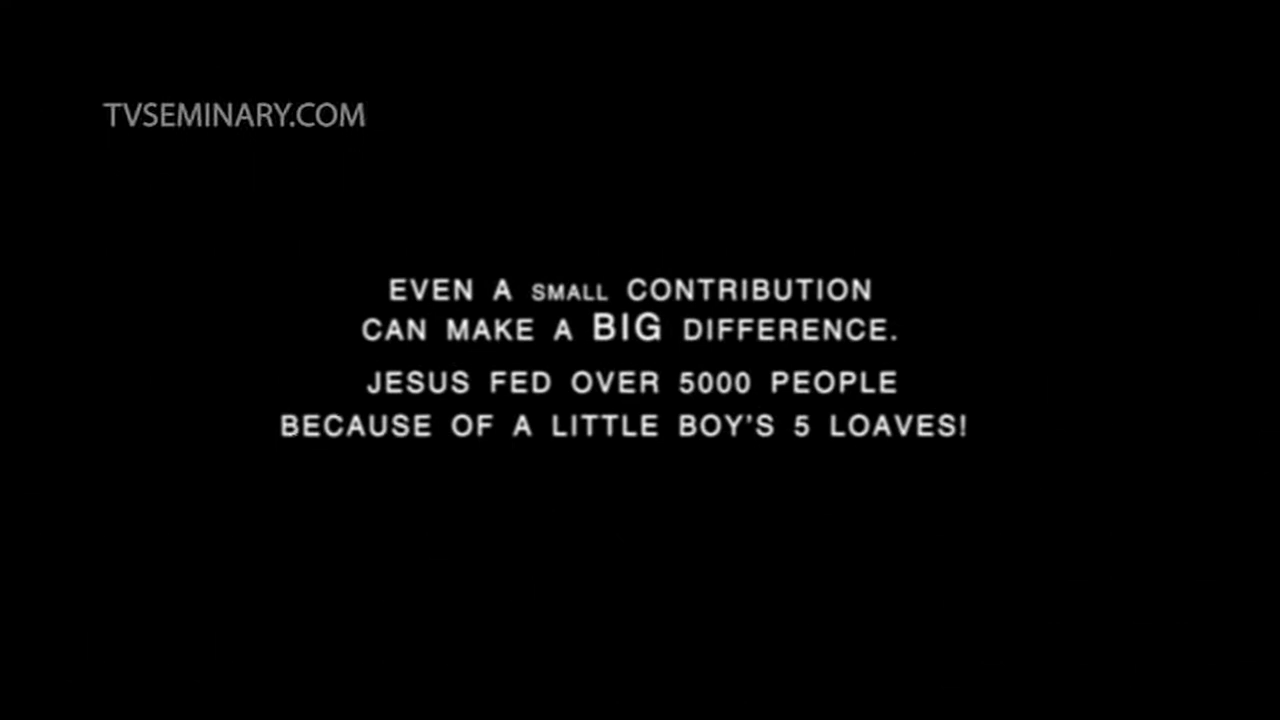 TVSEMINARY.COM
EVEN A SMALL CONTRIBUTION
CAN MAKE A BIG DIFFERENCE.
JESUS FED OVER 5000 PEOPLE
BECAUSE OF A LITTLE BOY'S 5 LOAVES!